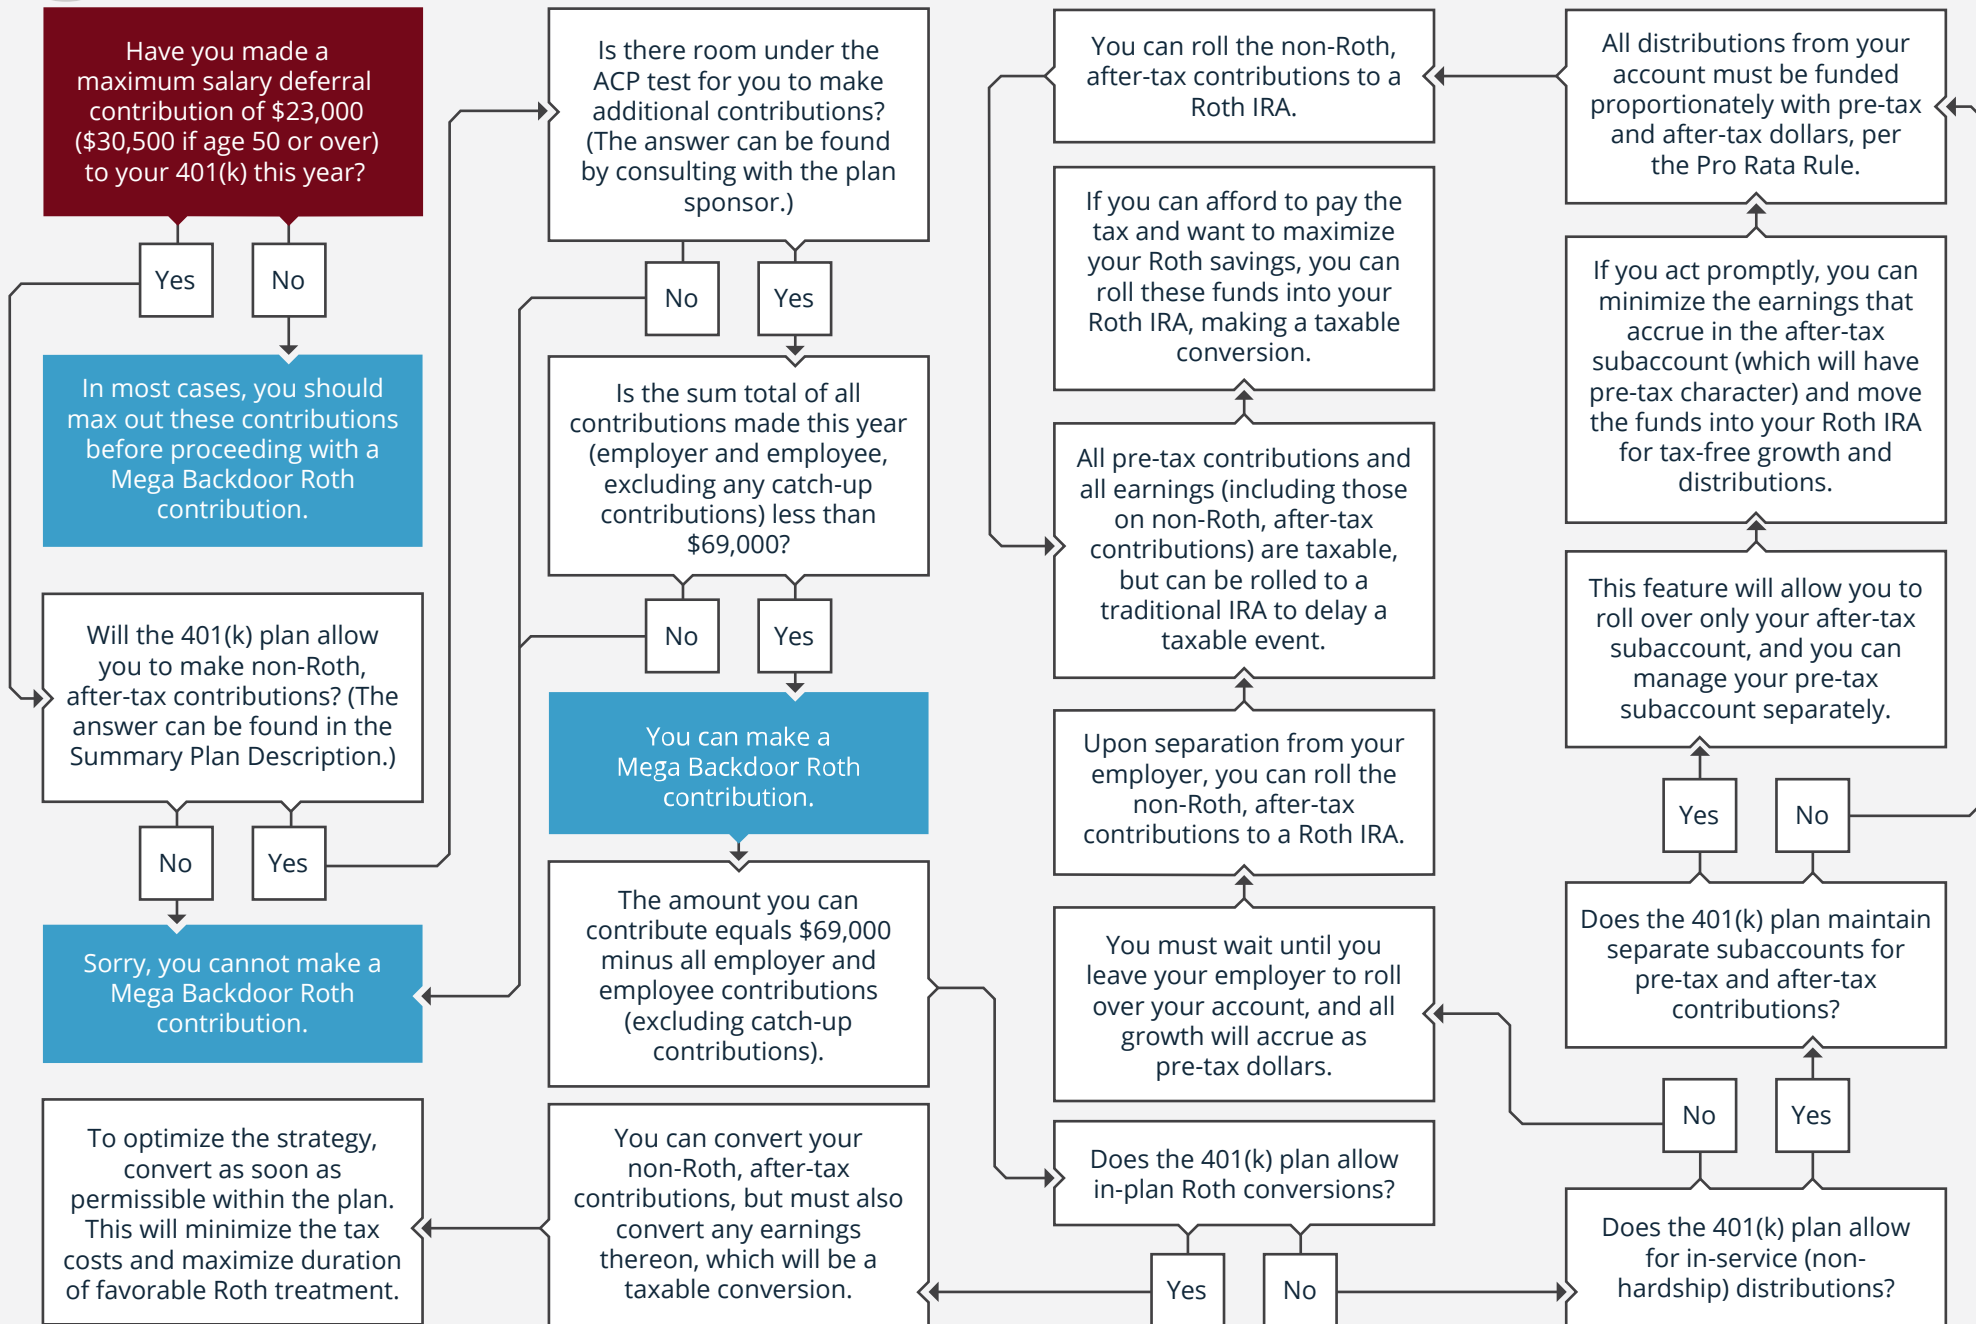 Have you made a
maximum salary deferral
contribution of $23,000
($30,500 if age 50 or over)
to your 401(k) this year?
Yes
No
In most cases, you should
max out these contributions
before proceeding with a
Mega Backdoor Roth
contribution.
Will the 401(k) plan allow
you to make non-Roth,
after-tax contributions? (The
answer can be found in the
Summary Plan Description.)
No
Yes
Sorry, you cannot make a
Mega Backdoor Roth
contribution.
To optimize the strategy,
convert as soon as
permissible within the plan.
This will minimize the tax
costs and maximize duration
of favorable Roth treatment.
Is there room under the
ACP test for you to make
additional contributions?
(The answer can be found
by consulting with the plan
sponsor.)
No
Yes
Is the sum total of all
contributions made this year
(employer and employee,
excluding any catch-up
contributions) less than
$69,000?
No
Yes
You can make a
Mega Backdoor Roth
contribution.
The amount you can
contribute equals $69,000
minus all employer and
employee contributions
(excluding catch-up
contributions).
You can convert your
non-Roth, after-tax
contributions, but must also
convert any earnings
thereon, which will be a
taxable conversion.
You can roll the non-Roth,
after-tax contributions to a
Roth IRA.
If you can afford to pay the
tax and want to maximize
your Roth savings, you can
roll these funds into your
Roth IRA, making a taxable
conversion.
All pre-tax contributions and
all earnings (including those
on non-Roth, after-tax
contributions) are taxable,
but can be rolled to a
traditional IRA to delay a
taxable event.
Upon separation from your
employer, you can roll the
non-Roth, after-tax
contributions to a Roth IRA.
You must wait until you
leave your employer to roll
over your account, and all
growth will accrue as
pre-tax dollars.
Does the 401(k) plan allow
in-plan Roth conversions?
Yes
No
All distributions from your
account must be funded
proportionately with pre-tax
and after-tax dollars, per
the Pro Rata Rule.
If you act promptly, you can
minimize the earnings that
accrue in the after-tax
subaccount (which will have
pre-tax character) and move
the funds into your Roth IRA
for tax-free growth and
distributions.
This feature will allow you to
roll over only your after-tax
subaccount, and you can
manage your pre-tax
subaccount separately.
Yes
No
Does the 401(k) plan maintain
separate subaccounts for
pre-tax and after-tax
contributions?
No
Yes
Does the 401(k) plan allow
for in-service (non-
hardship) distributions?